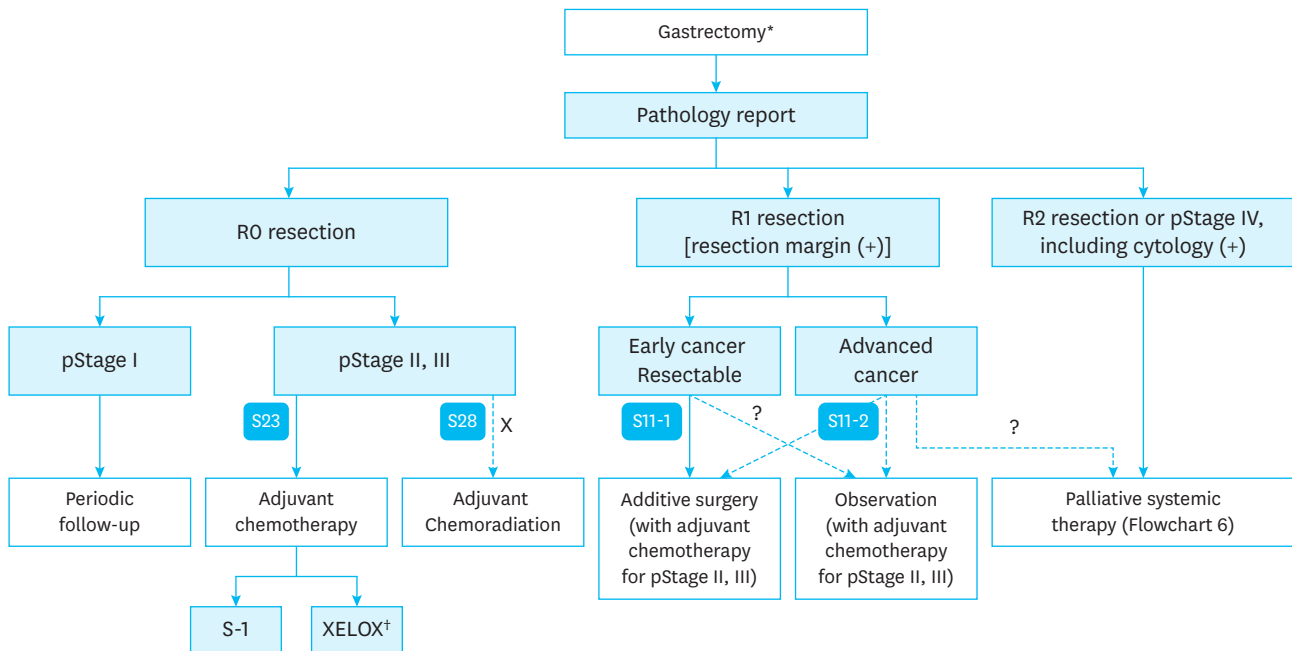 Gastrectomy*
Pathology report
R0 resection
R1 resection
[resection margin (+)]
R2 resection or pStage IV,
including cytology (+)
pStage I
pStage II, III
Early cancer
Resectable
Advanced
cancer
S23
S28
X
S11-1
?
S11-2
?
Periodic
follow-up
Adjuvant
chemotherapy
Adjuvant
Chemoradiation
Additive surgery
(with adjuvant
chemotherapy
for pStage II, III)
Observation
(with adjuvant
chemotherapy
for pStage II, III)
Palliative systemic
therapy (Flowchart 6)
S-1
XELOX†